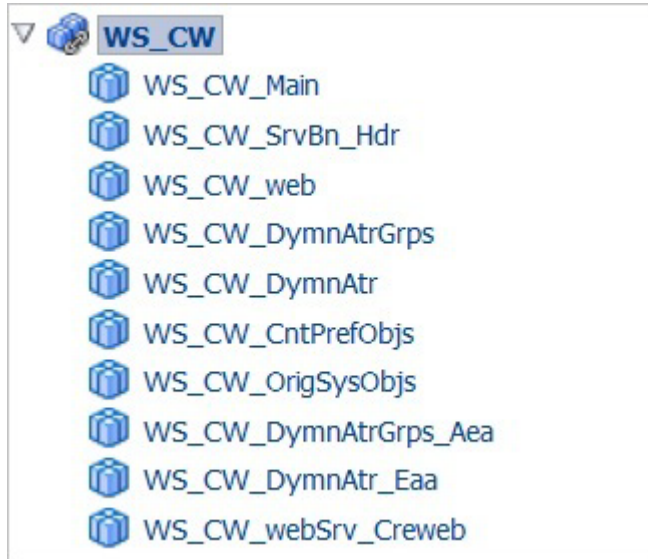 WS_CW
WS_CW_Main
WS_CW_SrvBn_Hdr
WS_CW_web
WS_CW_DymnAtrGrps
WS_CW_DymnAtr
WS_CW_CntPrefObjs
WS_CW_OrigSysObjs
WS_CW_DymnAtrGrps_Aea
WS_CW_DymnAtr_Eaa
WS_CW_webSrv_Creweb